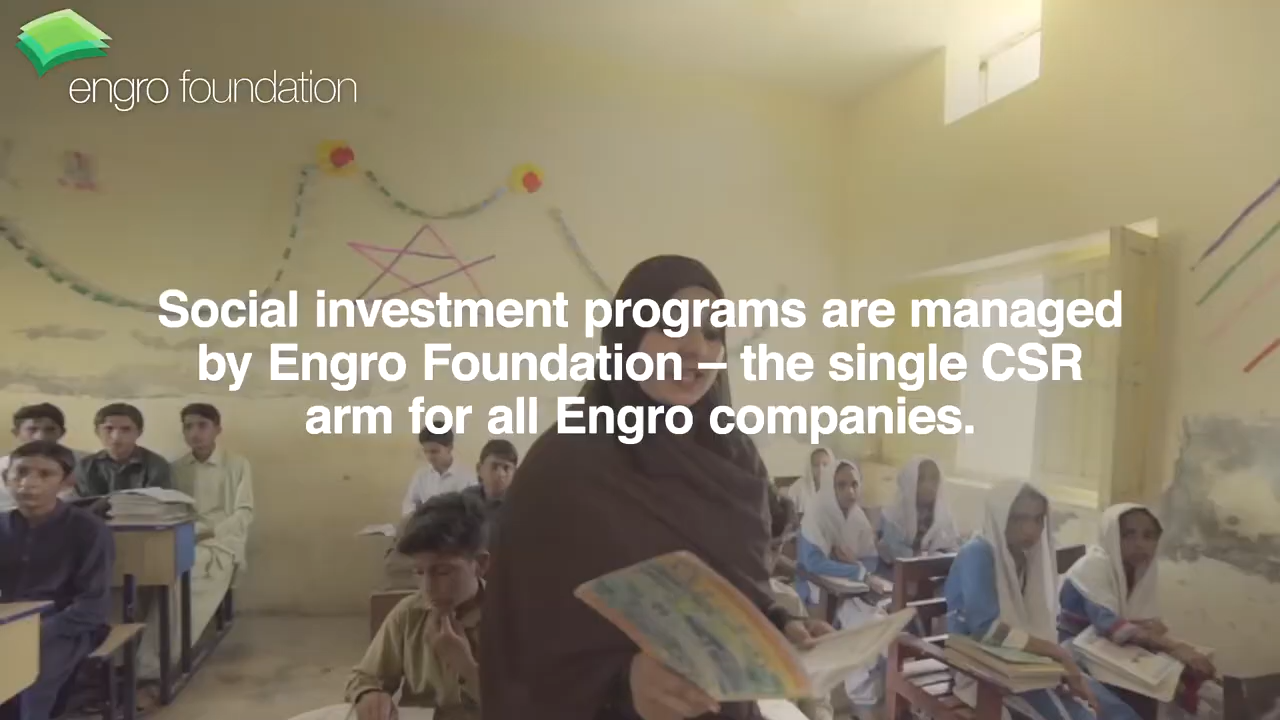 engro foundation
Social investment programs are managed
by Engro Foundation – the single CSR
arm for all Engro companies.